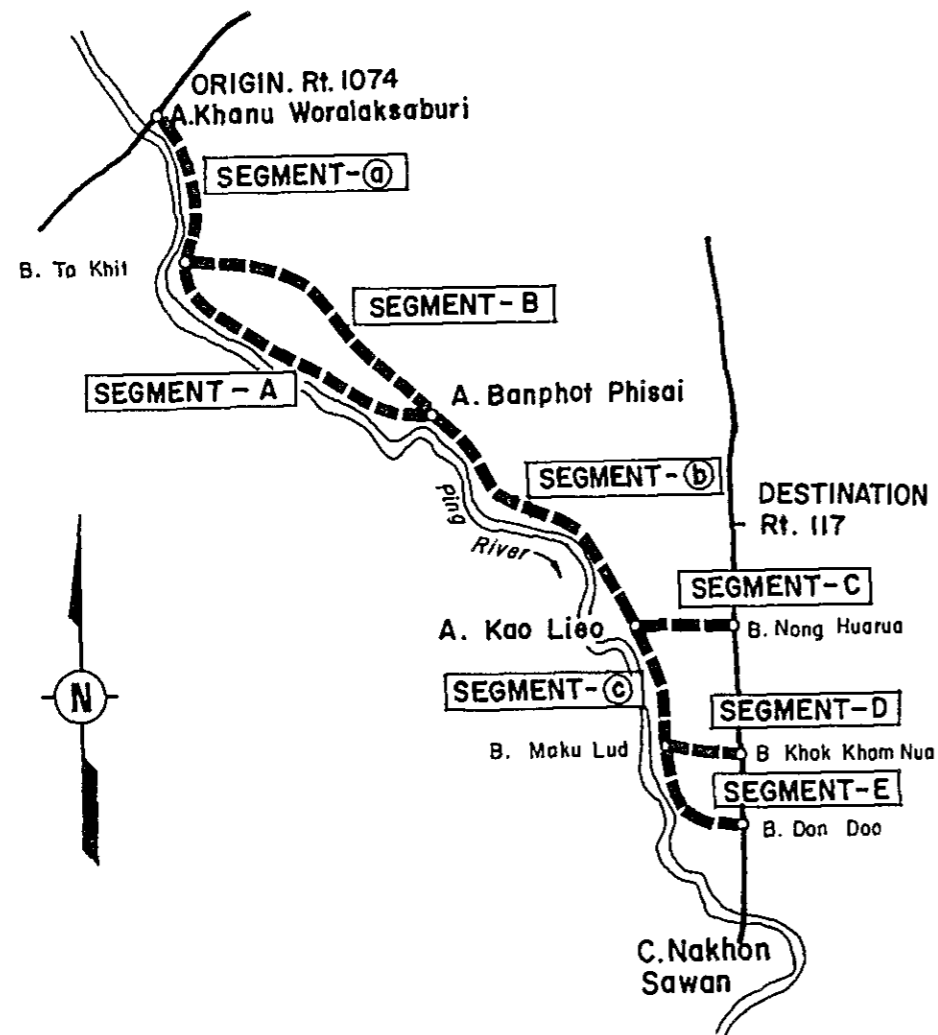 ORIGIN. Rt. 1074
A.Khanu Woralaksaburi
SEGMENT-ⓐ
B. Ta Khit
SEGMENT-B
SEGMENT-A
A. Banphot Phisai
SEGMENT-ⓑ
Ping
River
DESTINATION
Rt. 117
SEGMENT-C
A. Kao Lieo
B. Nong Huarua
SEGMENT-ⓒ
N
SEGMENT-D
B. Maku Lud
B Khok Kham Nua
SEGMENT-E
B. Don Doo
C. Nakhon
Sawan